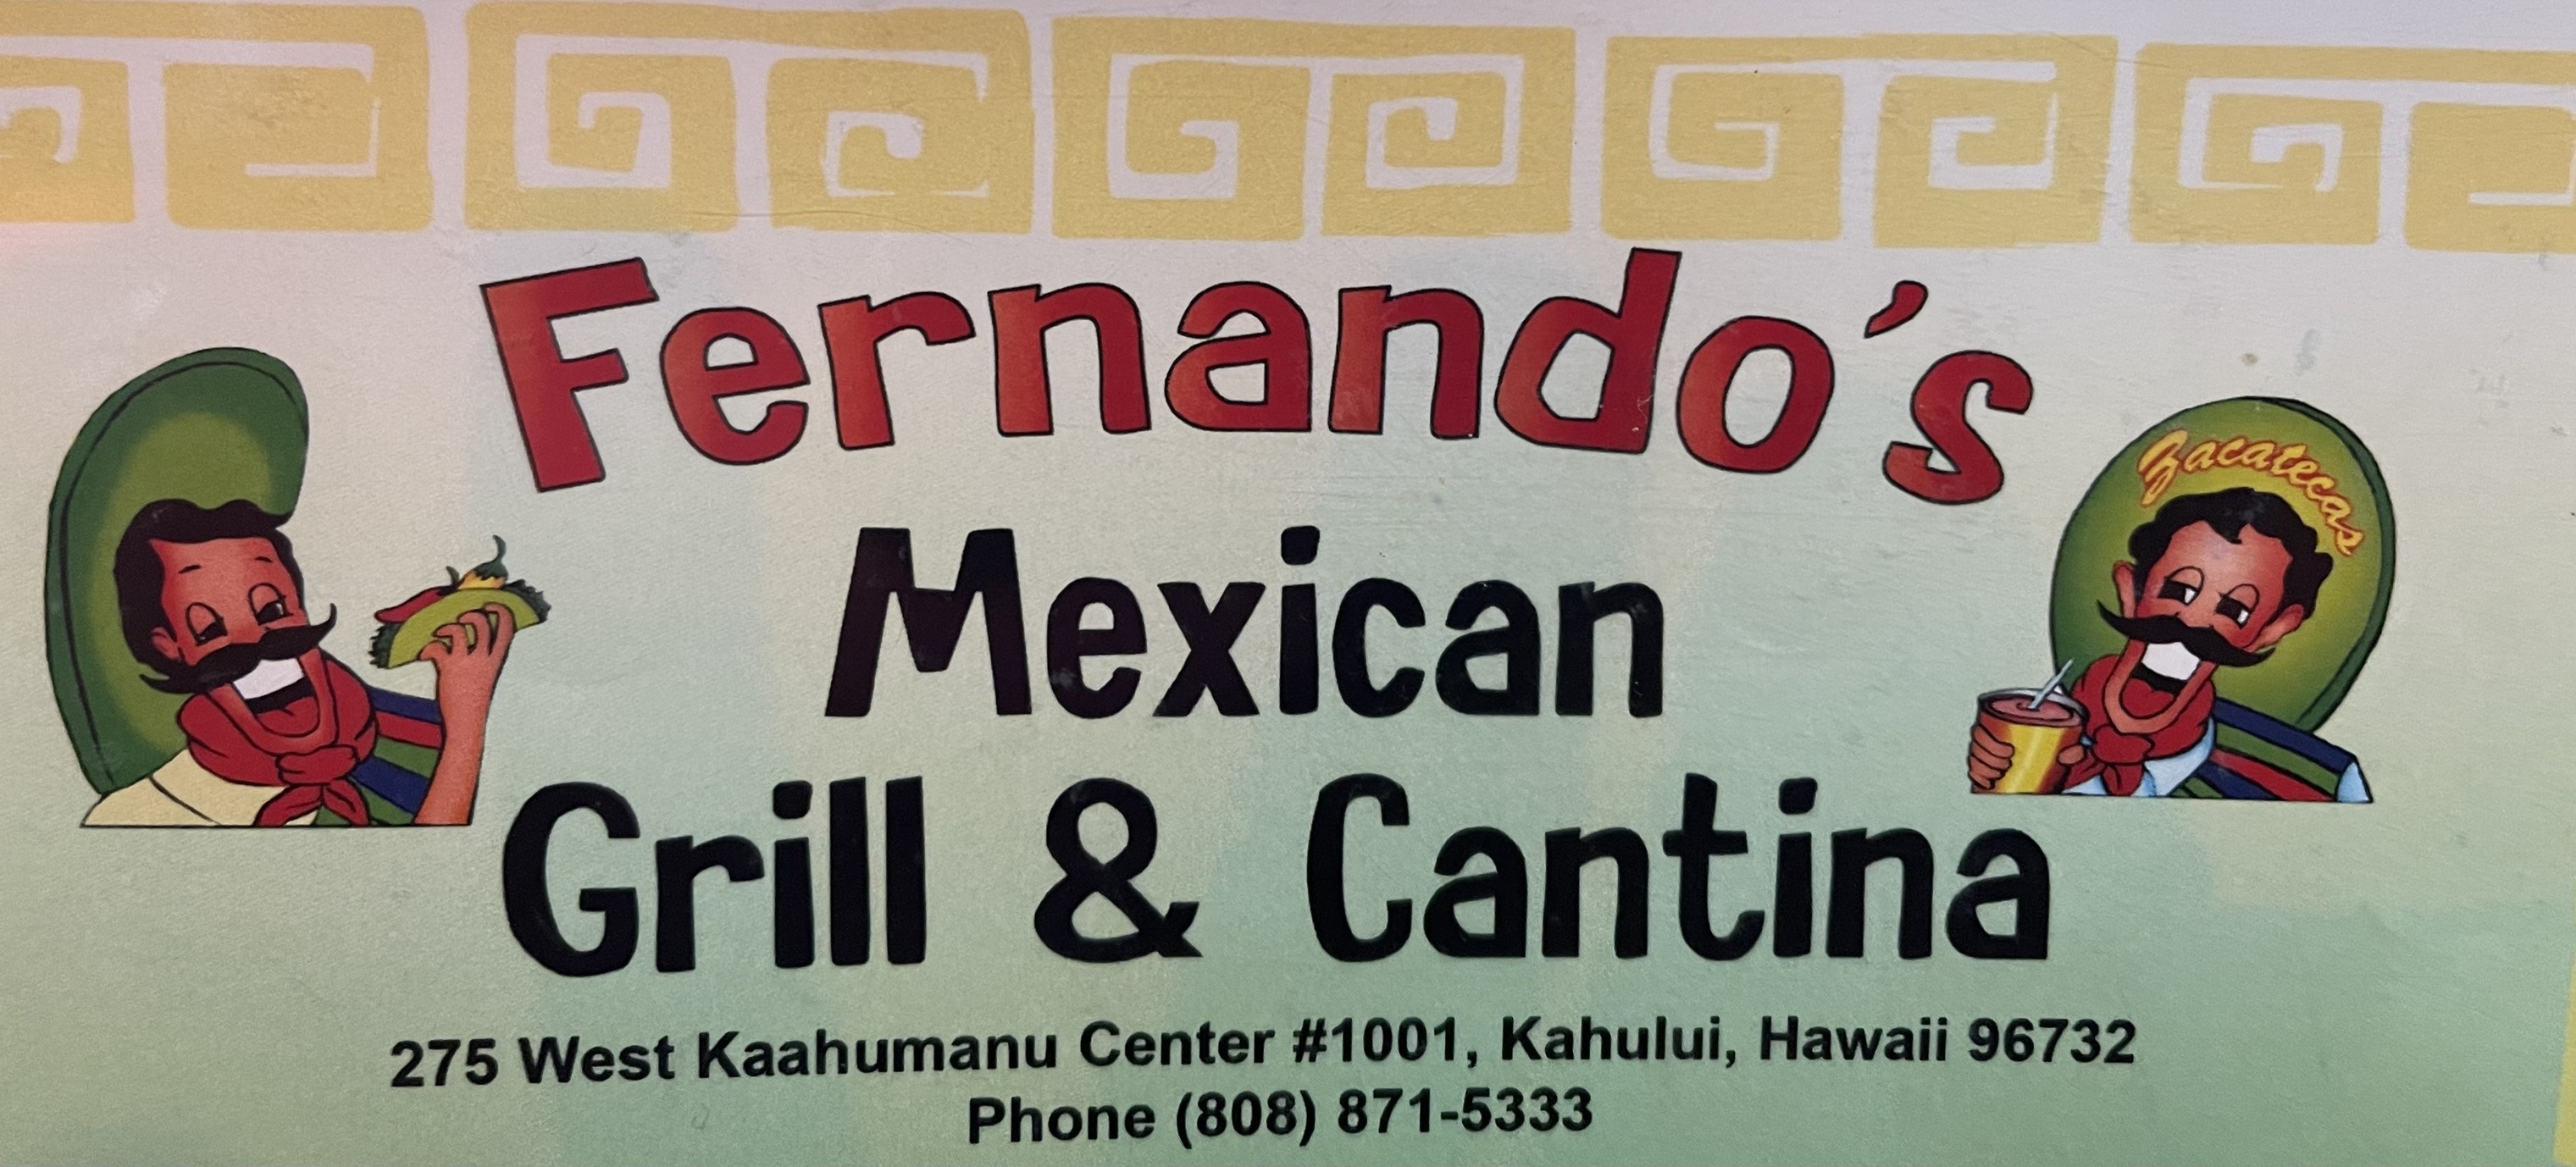 Fernando's
Zacatecas
Mexican
Grill & Cantina
275 West Kaahumanu Center #1001, Kahului, Hawaii 96732
Phone (808) 871-5333